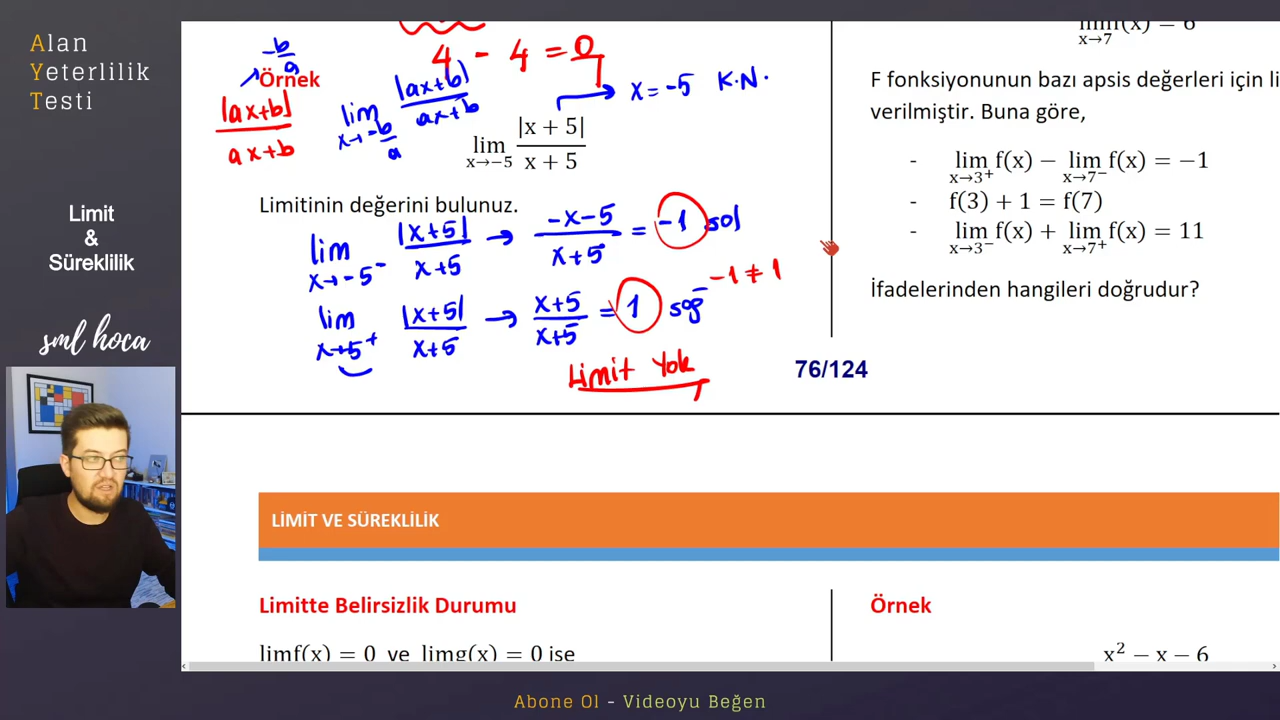 Alan
Yeterlilik
Testi
Limit
&
Süreklilik
sml hoca
4 - 4 = 0
-b/a
Örnek
|ax+b|/ax+b
lim x→-b/a |ax+b|/ax+b
x = -5 K.N.
lim x→−5 |x + 5|/x + 5
Limitinin değerini bulunuz.
lim x→-5⁻ |x+5|/x+5 → -x-5/x+5 = -1 sol
lim x→5⁺ |x+5|/x+5 → x+5/x+5 = 1 sağ
-1 ≠ 1
Limit Yok
lim f(x) = 6
x→7
F fonksiyonunun bazı apsis değerleri için li
verilmiştir. Buna göre,
- lim x→3⁺ f(x) − lim x→7⁻ f(x) = −1
- f(3) + 1 = f(7)
- lim x→3⁻ f(x) + lim x→7⁺ f(x) = 11
İfadelerinden hangileri doğrudur?
76/124
LİMİT VE SÜREKLİLİK
Limitte Belirsizlik Durumu
limf(x) = 0 ve limg(x) = 0 ise
Örnek
x² − x − 6
Abone Ol - Videoyu Beğen